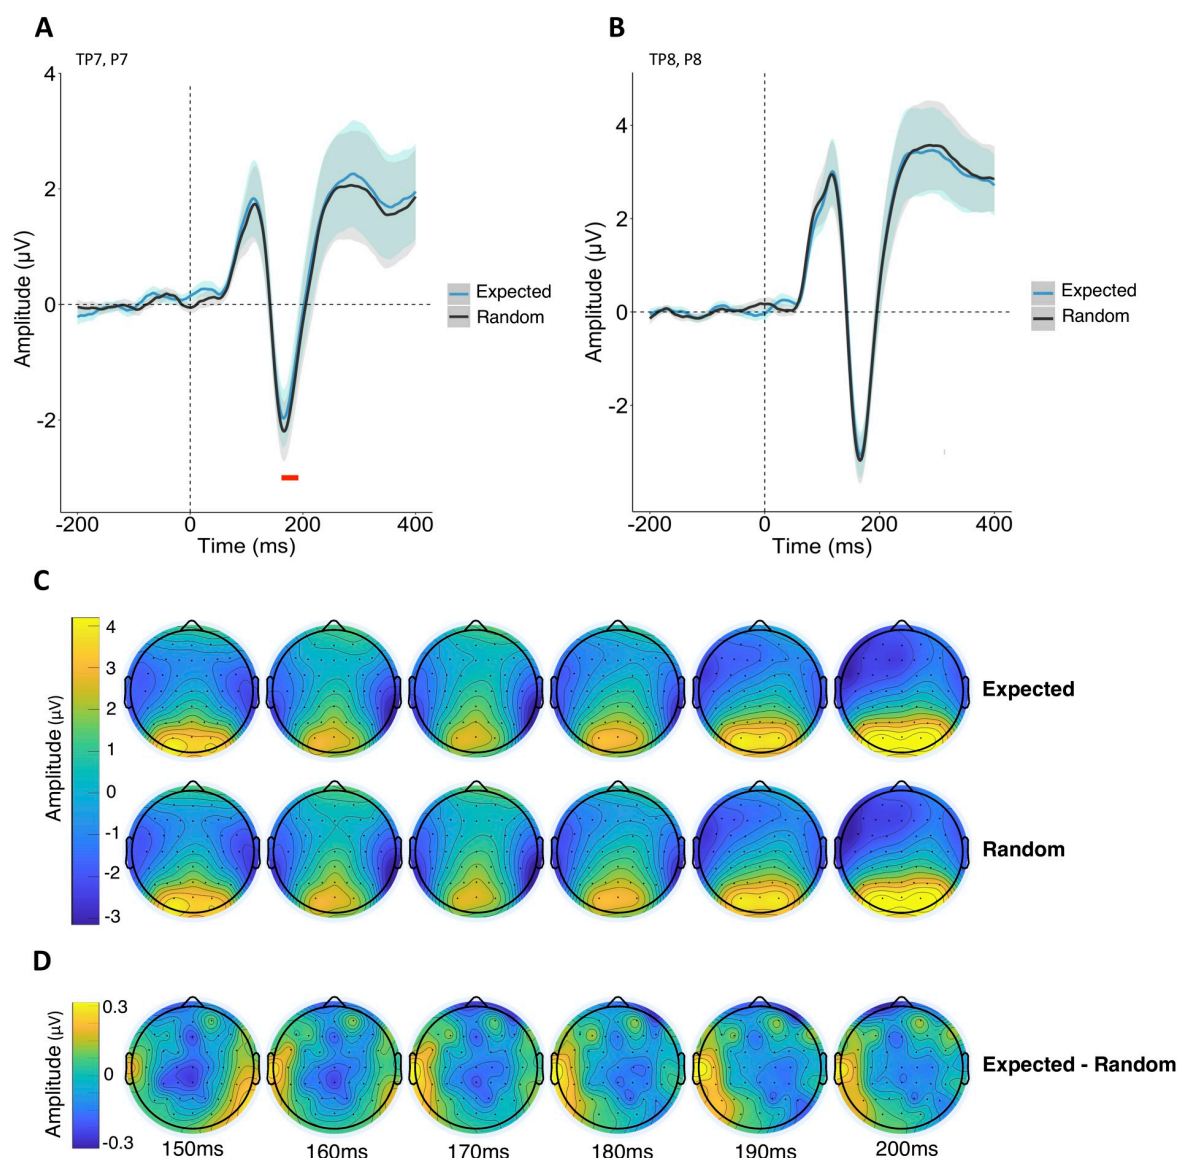 A
TP7, P7
4
2
0
-2
Amplitude (µV)
-200
0
200
400
Time (ms)
Expected
Random
B
TP8, P8
4
2
0
-2
Amplitude (µV)
-200
0
200
400
Time (ms)
Expected
Random
C
4
3
2
1
0
-1
-2
-3
Amplitude (µV)
Expected
Random
D
0.3
0
-0.3
Amplitude (µV)
Expected - Random
150ms
160ms
170ms
180ms
190ms
200ms